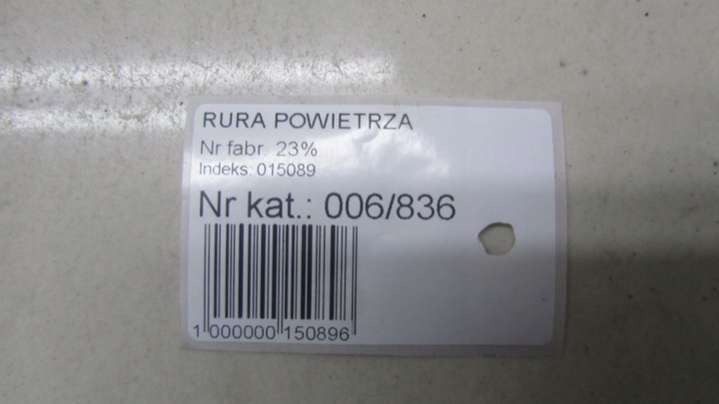 RURA POWIETRZA
Nr fabr. 23%
Indeks: 015089
Nr kat.: 006/836
1 000000 150896